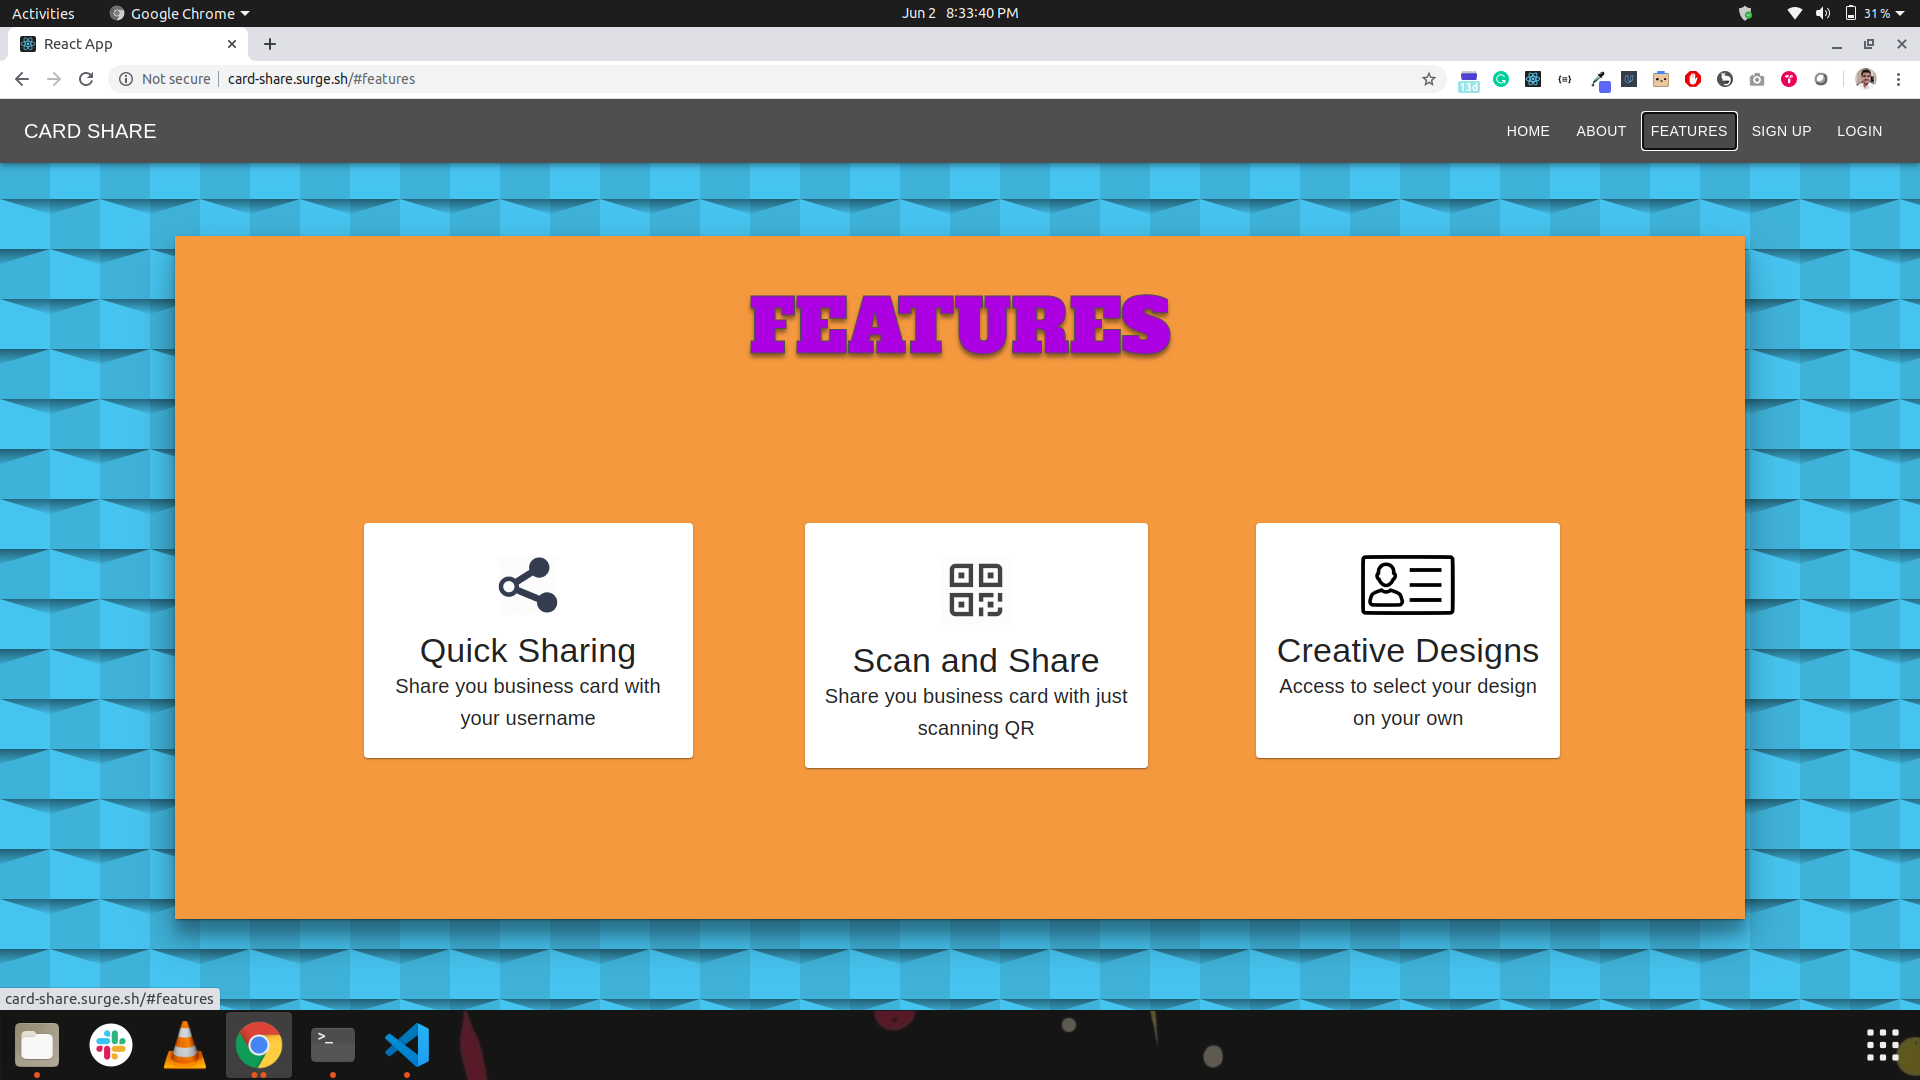 Activities Google Chrome Jun 2 8:33:40 PM 31 %
React App
Not secure card-share.surge.sh/#features
13d
CARD SHARE HOME ABOUT FEATURES SIGN UP LOGIN
FEATURES
Quick Sharing
Share you business card with
your username
Scan and Share
Share you business card with just
scanning QR
Creative Designs
Access to select your design
on your own
card-share.surge.sh/#features